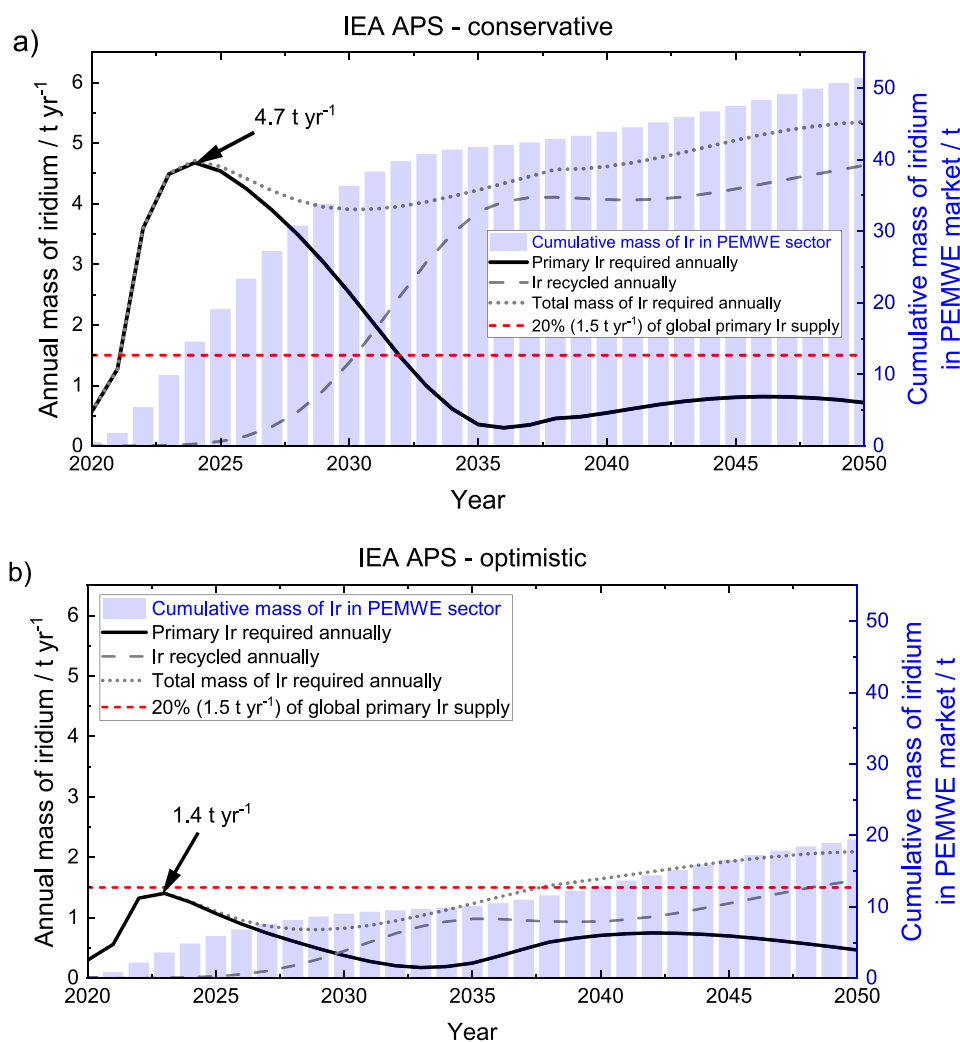 a)
IEA APS - conservative
Annual mass of iridium / t yr⁻¹
6
5
4
3
2
1
0
4.7 t yr⁻¹
Cumulative mass of Ir in PEMWE sector
Primary Ir required annually
Ir recycled annually
Total mass of Ir required annually
20% (1.5 t yr⁻¹) of global primary Ir supply
50
40
30
20
10
0
Cumulative mass of iridium
in PEMWE market / t
2020 2025 2030 2035 2040 2045 2050
Year
b)
IEA APS - optimistic
Annual mass of iridium / t yr⁻¹
6
5
4
3
2
1
0
Cumulative mass of Ir in PEMWE sector
Primary Ir required annually
Ir recycled annually
Total mass of Ir required annually
20% (1.5 t yr⁻¹) of global primary Ir supply
1.4 t yr⁻¹
50
40
30
20
10
0
Cumulative mass of iridium
in PEMWE market / t
2020 2025 2030 2035 2040 2045 2050
Year